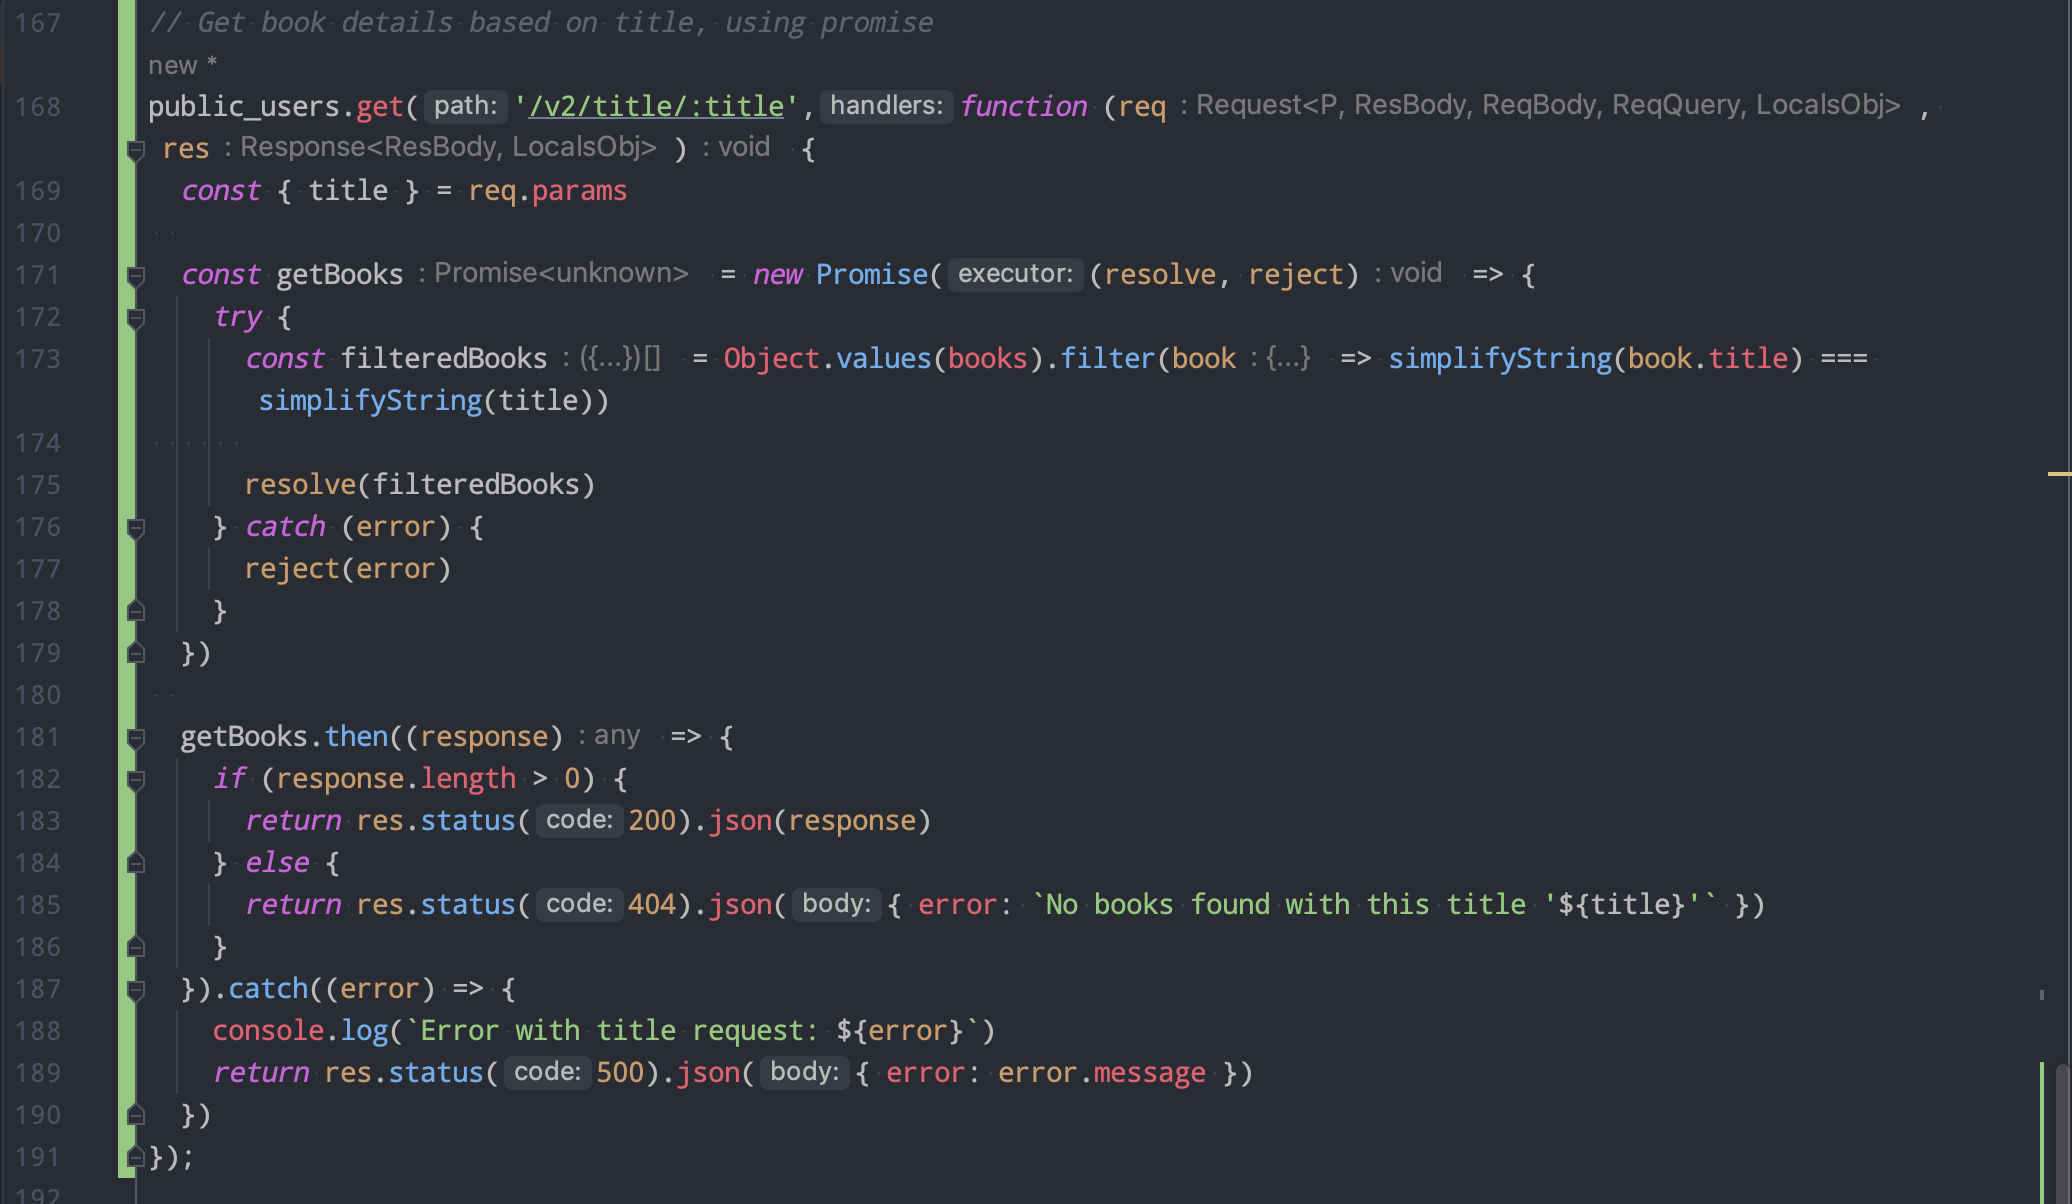 167 // Get book details based on title, using promise
new *
168 public_users.get( path: '/v2/title/:title', handlers: function (req : Request<P, ResBody, ReqBody, ReqQuery, LocalsObj> ,
res : Response<ResBody, LocalsObj> ) : void {
169 const { title } = req.params
170
171 const getBooks : Promise<unknown> = new Promise( executor: (resolve, reject) : void => {
172 try {
173 const filteredBooks : ({...})[] = Object.values(books).filter(book : {...} => simplifyString(book.title) ===
simplifyString(title))
174
175 resolve(filteredBooks)
176 } catch (error) {
177 reject(error)
178 }
179 })
180
181 getBooks.then((response) : any => {
182 if (response.length > 0) {
183 return res.status( code: 200).json(response)
184 } else {
185 return res.status( code: 404).json( body: { error: `No books found with this title '${title}'` })
186 }
187 }).catch((error) => {
188 console.log(`Error with title request: ${error}`)
189 return res.status( code: 500).json( body: { error: error.message })
190 })
191 });
192